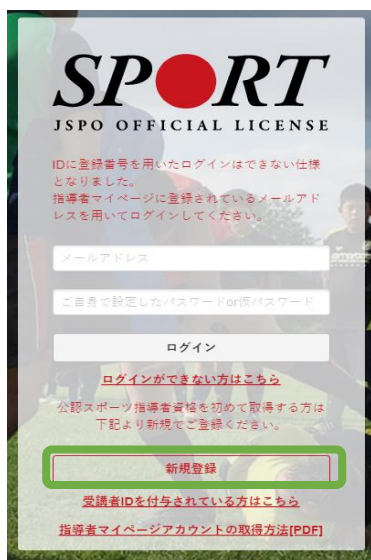 SPORT
JSPO OFFICIAL LICENSE
IDに登録番号を用いたログインはできない仕様
となりました。
指導者マイページに登録されているメールアド
レスを用いてログインしてください。
メールアドレス
ご自身で設定したパスワードor仮パスワード
ログイン
ログインができない方はこちら
公認スポーツ指導者資格を初めて取得する方は
下記より新規でご登録ください。
新規登録
受講者IDを付与されている方はこちら
指導者マイページアカウントの取得方法[PDF]